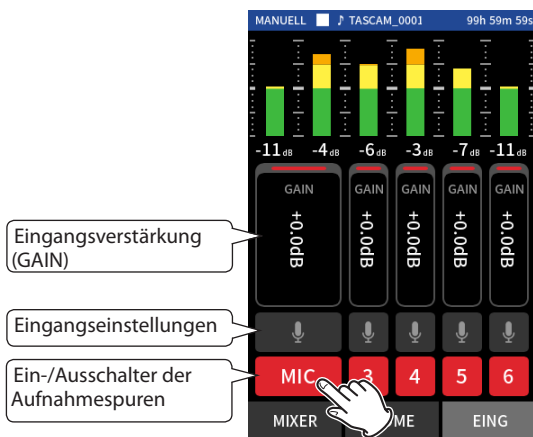 MANUELL ♪ TASCAM_0001 99h 59m 59s
-11dB -4dB -6dB -3dB -7dB -11dB
GAIN GAIN GAIN GAIN GAIN
+0.0dB +0.0dB +0.0dB +0.0dB +0.0dB
Eingangsverstärkung
(GAIN)
Eingangseinstellungen
Ein-/Ausschalter der
Aufnahmespuren
MIC 3 4 5 6
MIXER ME EING